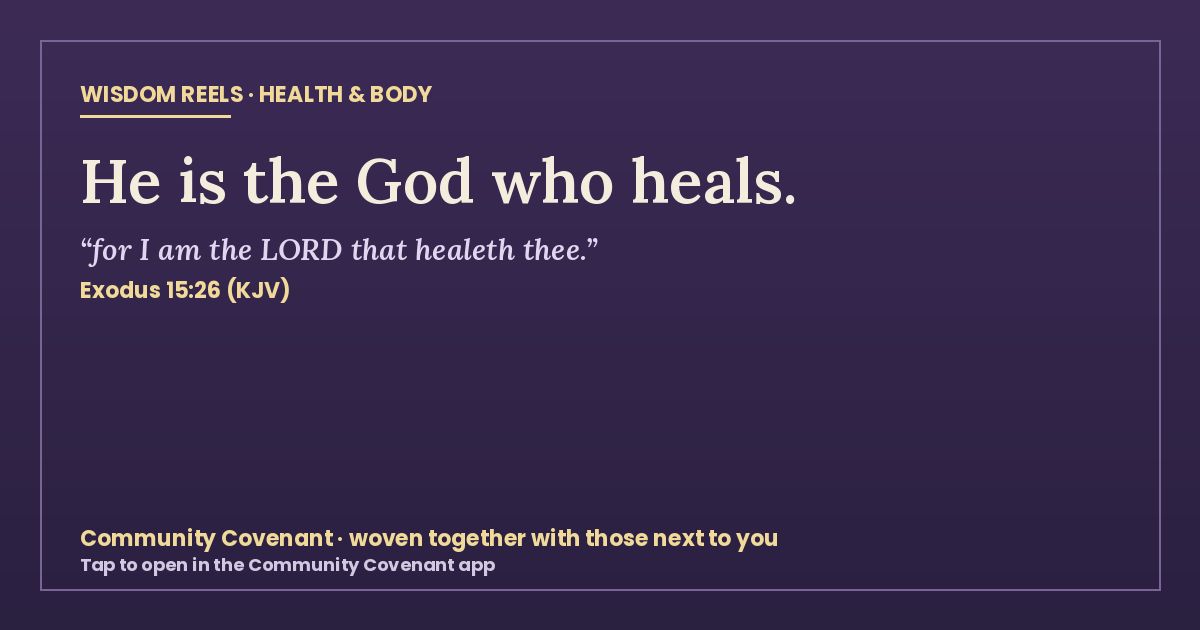 WISDOM REELS · HEALTH & BODY
He is the God who heals.
“for I am the LORD that healeth thee.”
Exodus 15:26 (KJV)
Community Covenant · woven together with those next to you
Tap to open in the Community Covenant app